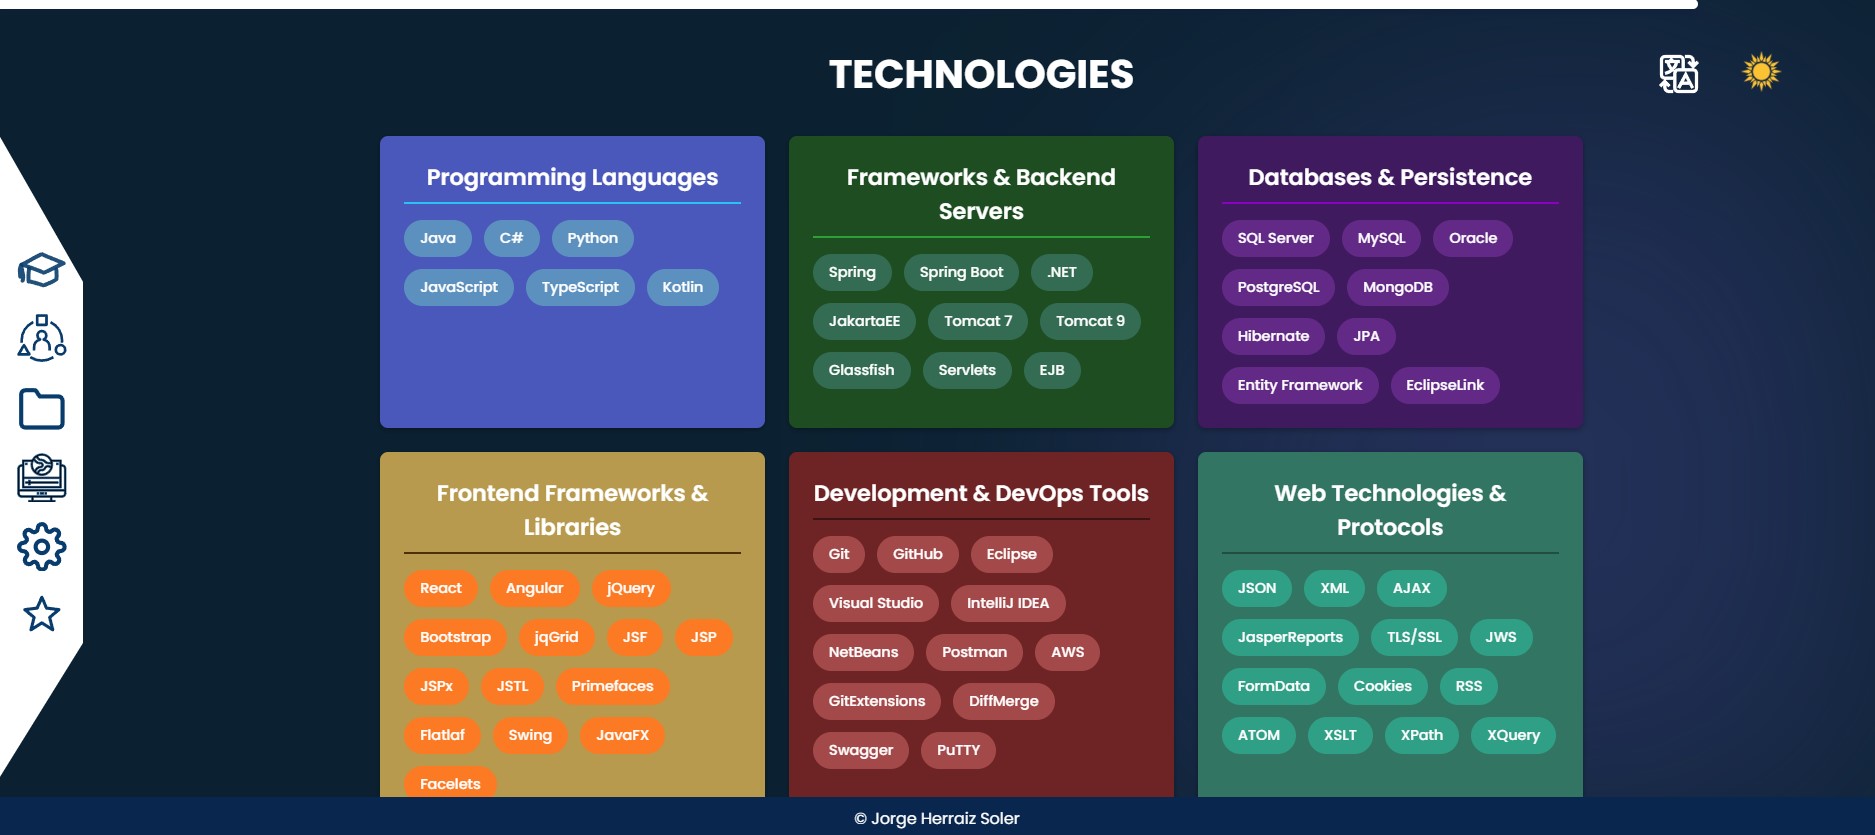 TECHNOLOGIES
Programming Languages
Java C# Python
JavaScript TypeScript Kotlin
Frameworks & Backend
Servers
Spring Spring Boot .NET
JakartaEE Tomcat 7 Tomcat 9
Glassfish Servlets EJB
Databases & Persistence
SQL Server MySQL Oracle
PostgreSQL MongoDB
Hibernate JPA
Entity Framework EclipseLink
Frontend Frameworks &
Libraries
React Angular jQuery
Bootstrap jqGrid JSF JSP
JSPx JSTL Primefaces
Flatlaf Swing JavaFX
Facelets
Development & DevOps Tools
Git GitHub Eclipse
Visual Studio IntelliJ IDEA
NetBeans Postman AWS
GitExtensions DiffMerge
Swagger PuTTY
Web Technologies &
Protocols
JSON XML AJAX
JasperReports TLS/SSL JWS
FormData Cookies RSS
ATOM XSLT XPath XQuery
© Jorge Herraiz Soler